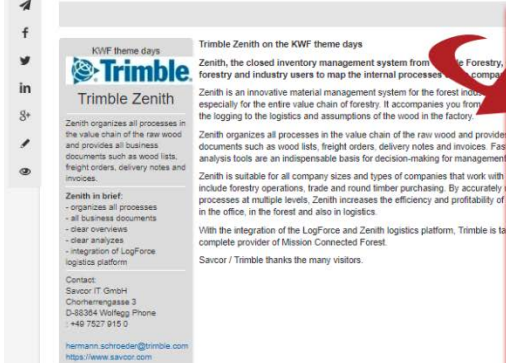 KWF theme days
Trimble.
Trimble Zenith
Zenith organizes all processes in
the value chain of the raw wood
and provides all business
documents such as wood lists,
freight orders, delivery notes and
invoices.
Zenith in brief:
- organizes all processes
- all business documents
- clear overviews
- clear analyzes
- integration of LogForce
logistics platform
Contact:
Savcor IT GmbH
Chorherrengasse 3
D-88364 Wolfegg Phone
: +49 7527 915 0
hermann.schroeder@trimble.com
https://www.savcor.com
Trimble Zenith on the KWF theme days
Zenith, the closed inventory management system from Forestry,
forestry and industry users to map the internal processes
Zenith is an innovative material management system for the forest
especially for the entire value chain of forestry. It accompanies you from
the logging to the logistics and assumptions of the wood in the factory.
Zenith organizes all processes in the value chain of the raw wood and provides
documents such as wood lists, freight orders, delivery notes and invoices.
analysis tools are an indispensable basis for decision-making for management
Zenith is suitable for all company sizes and types of companies that work with
include forestry operations, trade and round timber purchasing. By accurately
processes at multiple levels, Zenith increases the efficiency and profitability of
in the office, in the forest and also in logistics.
With the integration of the LogForce and Zenith logistics platform, Trimble is
complete provider of Mission Connected Forest.
Savcor / Trimble thanks the many visitors.